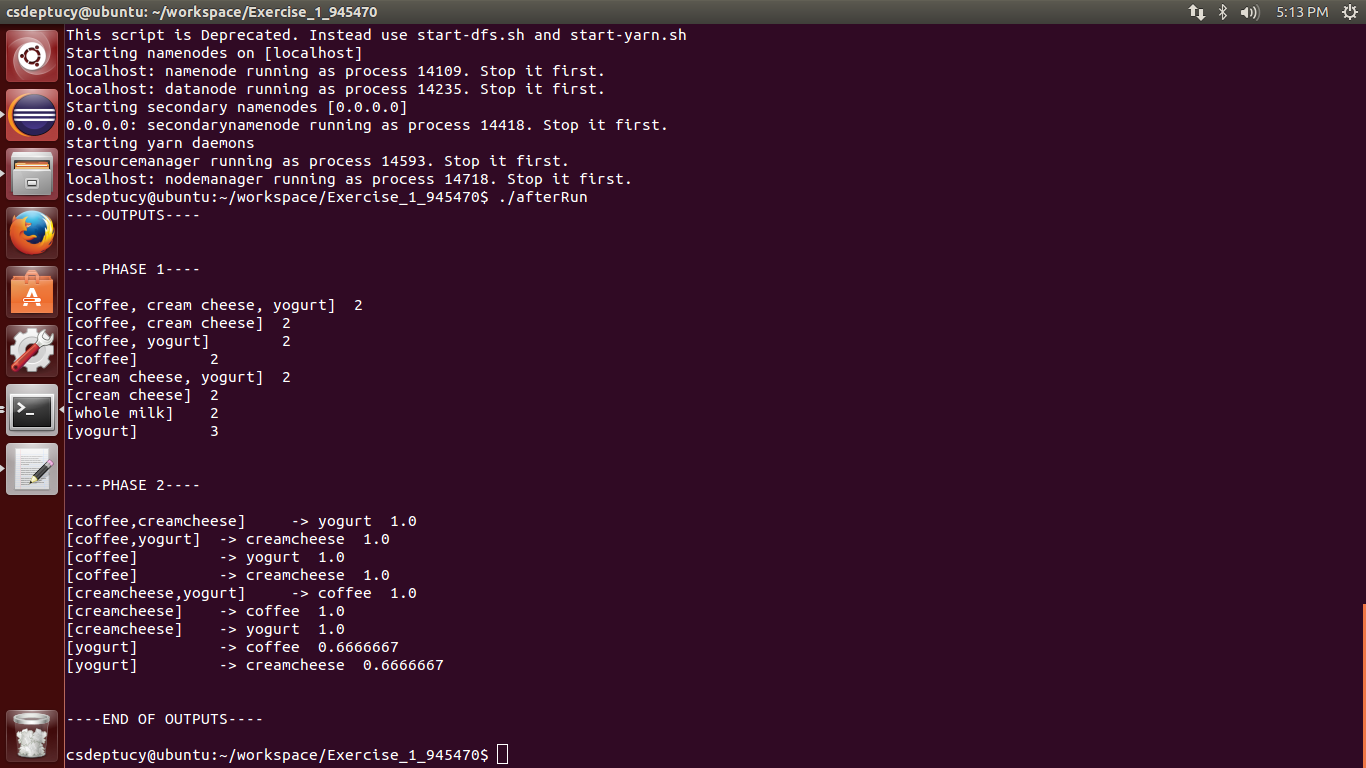 csdeptucy@ubuntu: ~/workspace/Exercise_1_945470 5:13 PM
This script is Deprecated. Instead use start-dfs.sh and start-yarn.sh
Starting namenodes on [localhost]
localhost: namenode running as process 14109. Stop it first.
localhost: datanode running as process 14235. Stop it first.
Starting secondary namenodes [0.0.0.0]
0.0.0.0: secondarynamenode running as process 14418. Stop it first.
starting yarn daemons
resourcemanager running as process 14593. Stop it first.
localhost: nodemanager running as process 14718. Stop it first.
csdeptucy@ubuntu:~/workspace/Exercise_1_945470$ ./afterRun
----OUTPUTS----
----PHASE 1----
[coffee, cream cheese, yogurt]  2
[coffee, cream cheese]  2
[coffee, yogurt]        2
[coffee]        2
[cream cheese, yogurt]  2
[cream cheese]  2
[whole milk]    2
[yogurt]        3
----PHASE 2----
[coffee,creamcheese]     -> yogurt  1.0
[coffee,yogurt]  -> creamcheese  1.0
[coffee]         -> yogurt  1.0
[coffee]         -> creamcheese  1.0
[creamcheese,yogurt]     -> coffee  1.0
[creamcheese]    -> coffee  1.0
[creamcheese]    -> yogurt  1.0
[yogurt]         -> coffee  0.6666667
[yogurt]         -> creamcheese  0.6666667
----END OF OUTPUTS----
csdeptucy@ubuntu:~/workspace/Exercise_1_945470$